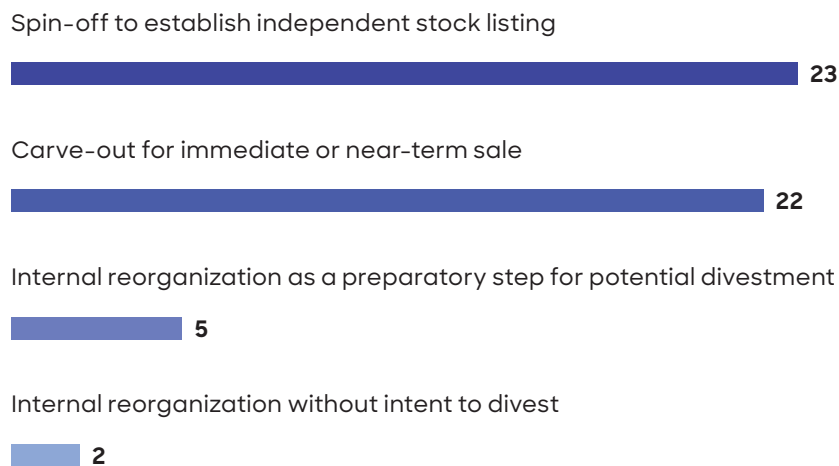 Spin-off to establish independent stock listing
23
Carve-out for immediate or near-term sale
22
Internal reorganization as a preparatory step for potential divestment
5
Internal reorganization without intent to divest
2